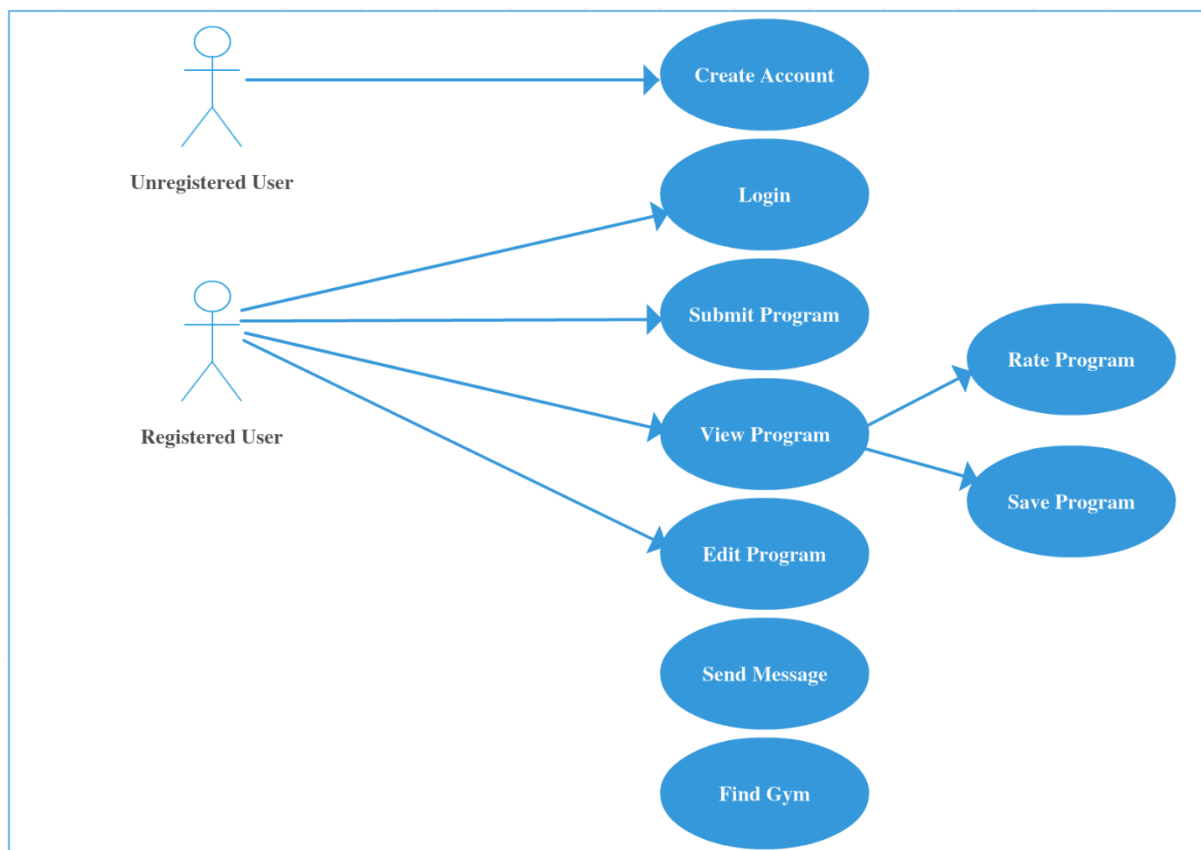 Create Account
Unregistered User
Login
Submit Program
Rate Program
Registered User
View Program
Save Program
Edit Program
Send Message
Find Gym